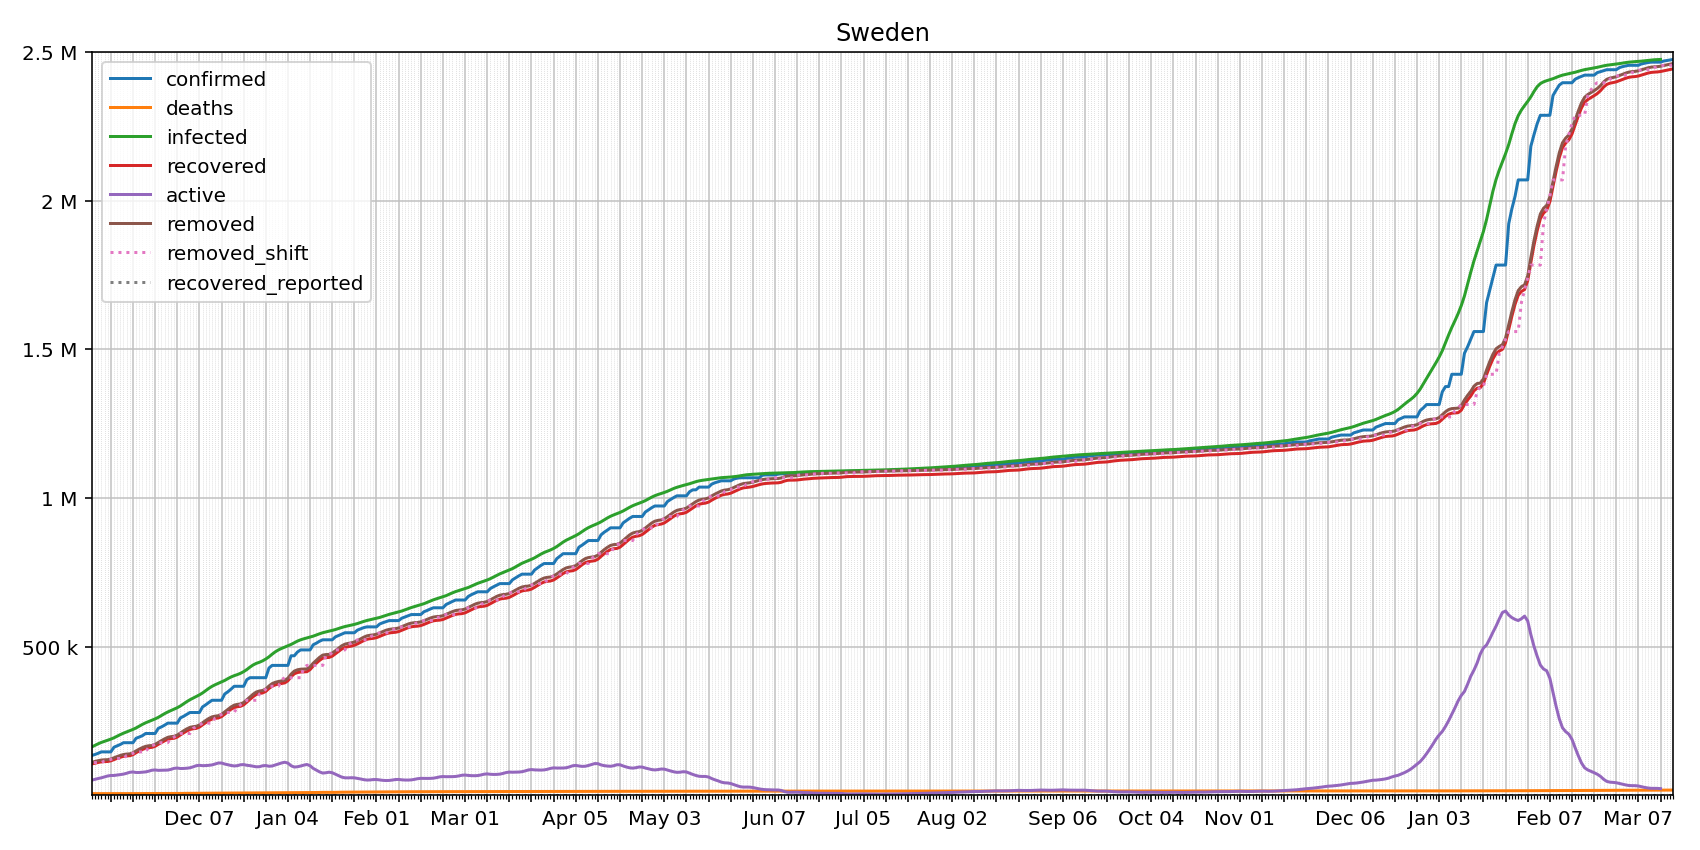 Sweden
2.5 M
2 M
1.5 M
1 M
500 k
confirmed
deaths
infected
recovered
active
removed
removed_shift
recovered_reported
Dec 07 Jan 04 Feb 01 Mar 01 Apr 05 May 03 Jun 07 Jul 05 Aug 02 Sep 06 Oct 04 Nov 01 Dec 06 Jan 03 Feb 07 Mar 07